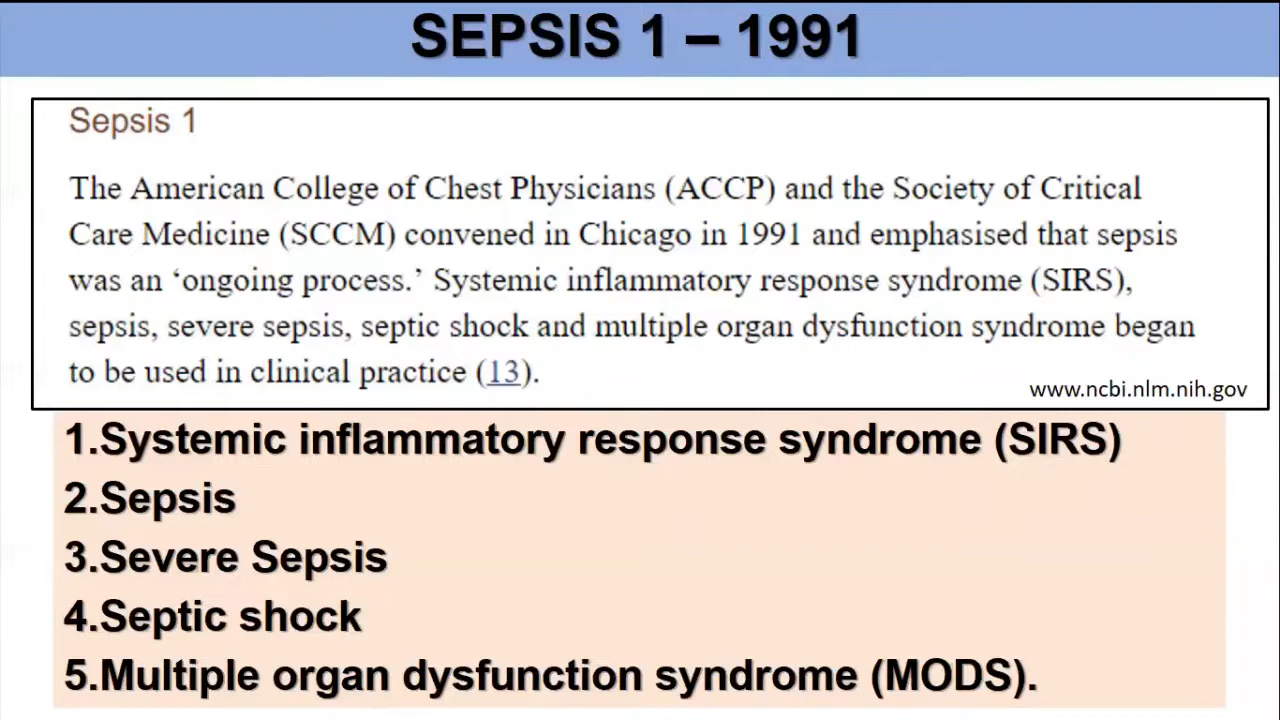 SEPSIS 1 – 1991
Sepsis 1
The American College of Chest Physicians (ACCP) and the Society of Critical
Care Medicine (SCCM) convened in Chicago in 1991 and emphasised that sepsis
was an ‘ongoing process.’ Systemic inflammatory response syndrome (SIRS),
sepsis, severe sepsis, septic shock and multiple organ dysfunction syndrome began
to be used in clinical practice (13).
www.ncbi.nlm.nih.gov
1.Systemic inflammatory response syndrome (SIRS)
2.Sepsis
3.Severe Sepsis
4.Septic shock
5.Multiple organ dysfunction syndrome (MODS).